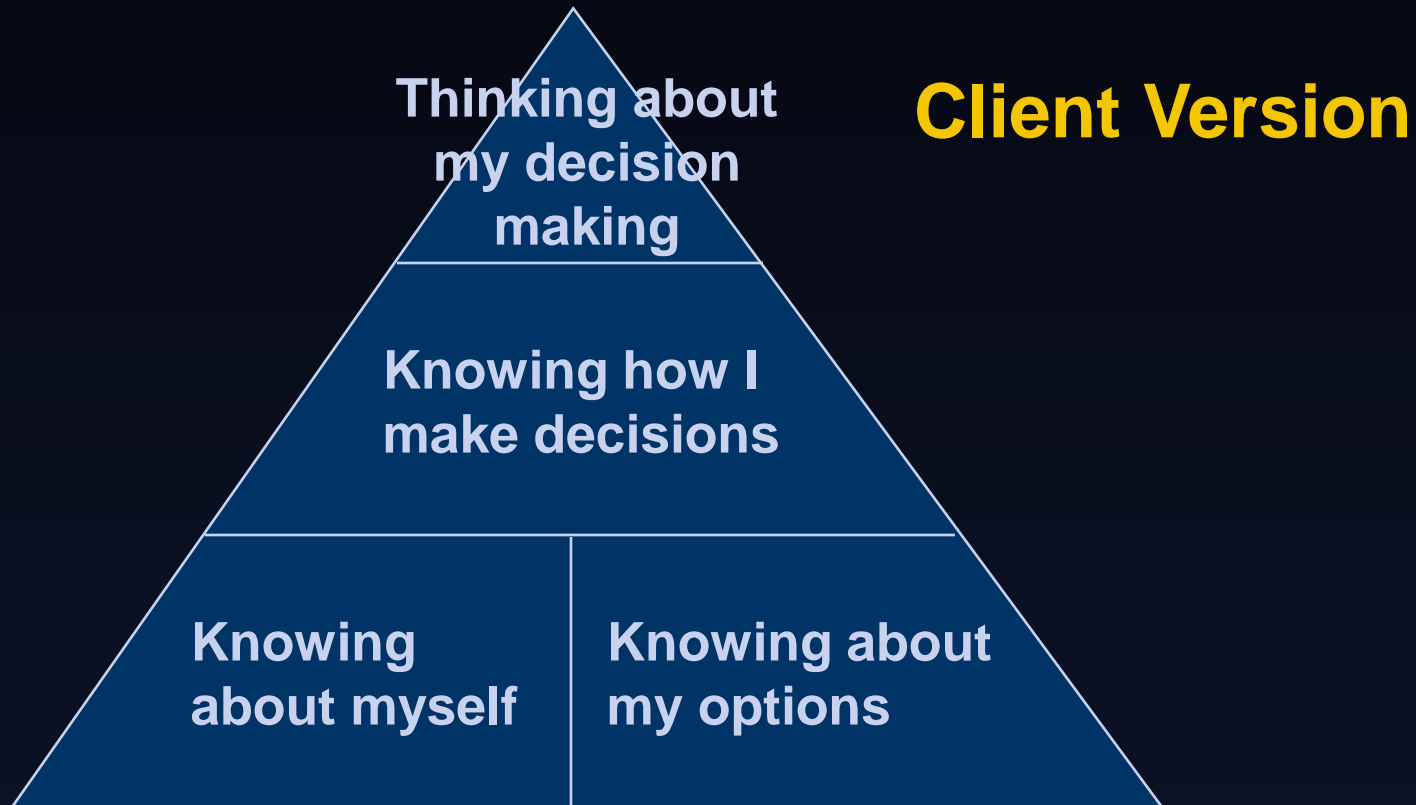 Client Version
Thinking about
my decision
making
Knowing how I
make decisions
Knowing
about myself
Knowing about
my options